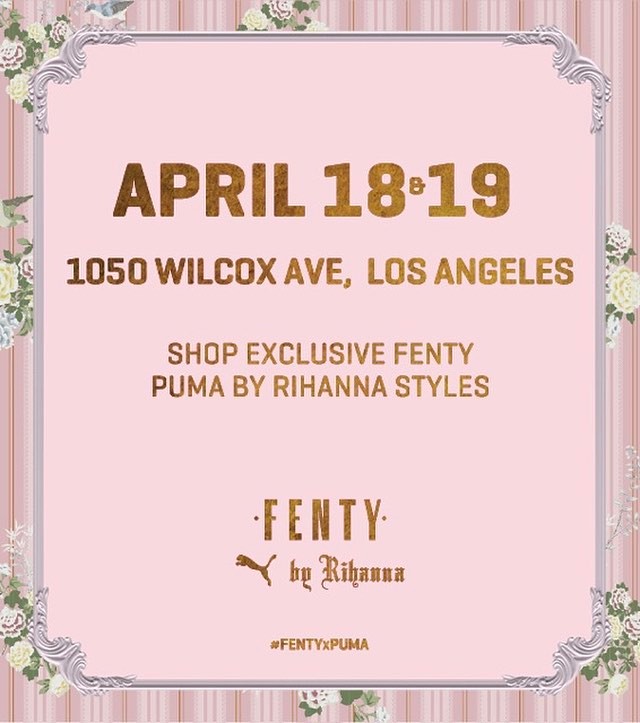 APRIL 18 & 19
1050 WILCOX AVE, LOS ANGELES
SHOP EXCLUSIVE FENTY
PUMA BY RIHANNA STYLES
·FENTY·
by Rihanna
#FENTYxPUMA